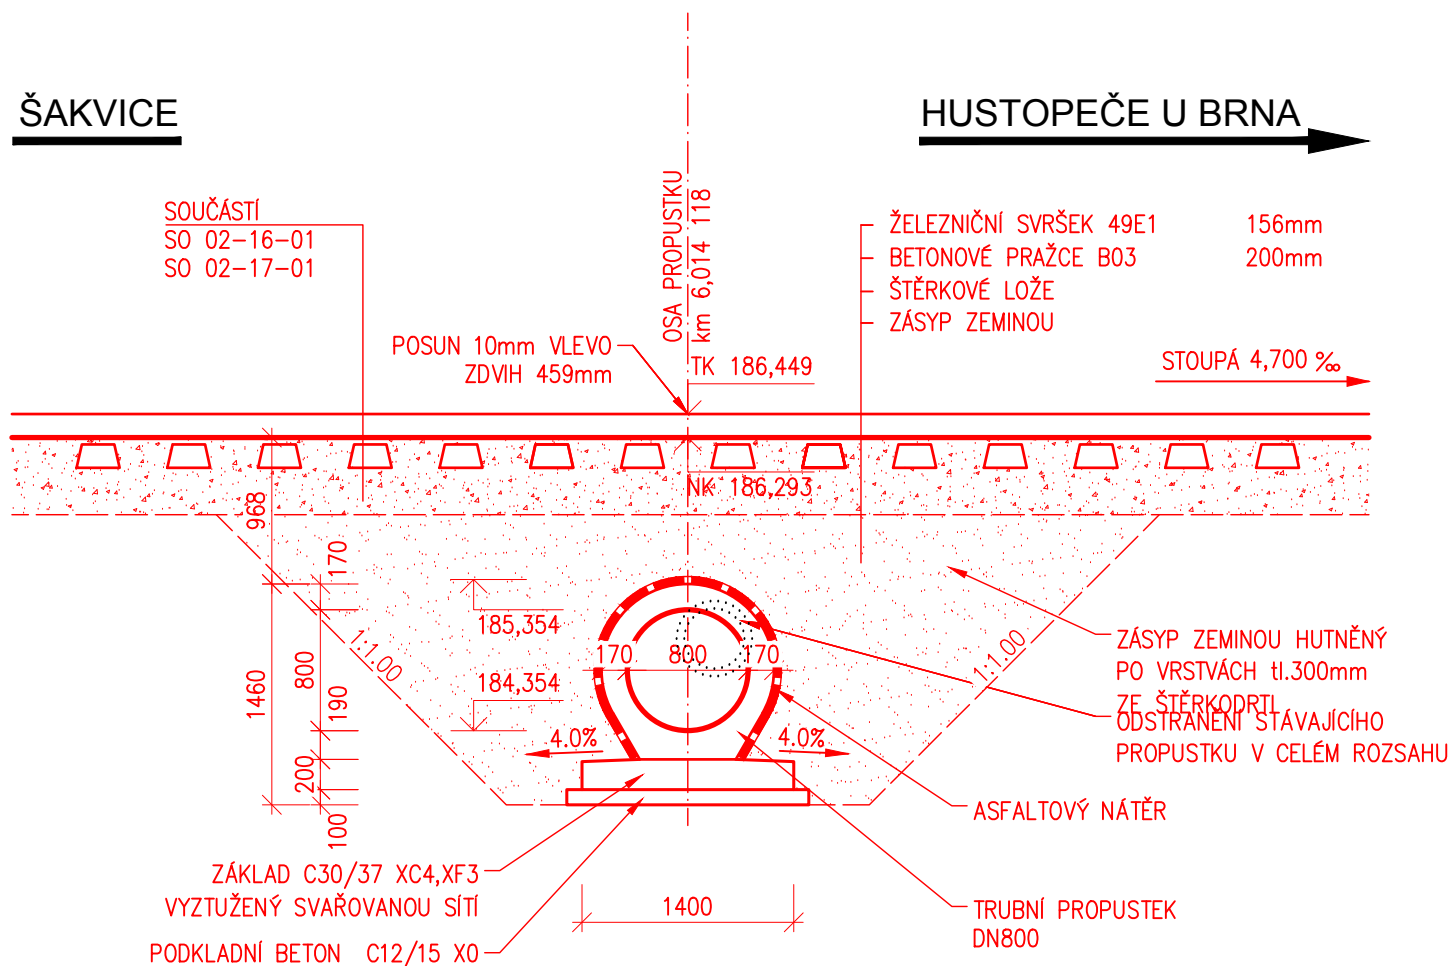 ŠAKVICE
HUSTOPEČE U BRNA
SOUČÁSTÍ
SO 02-16-01
SO 02-17-01
OSA PROPUSTKU
km 6,014 118
ŽELEZNIČNÍ SVRŠEK 49E1 156mm
BETONOVÉ PRAŽCE B03 200mm
ŠTĚRKOVÉ LOŽE
ZÁSYP ZEMINOU
POSUN 10mm VLEVO
ZDVIH 459mm
TK 186,449
STOUPÁ 4,700 ‰
NK 186,293
968
170
1460
800
190
200
100
1:1.00
185,354
184,354
170
800
170
1:1.00
4.0%
4.0%
ZÁSYP ZEMINOU HUTNĚNÝ
PO VRSTVÁCH tl.300mm
ZE ŠTĚRKODRTI
ODSTRANĚNÍ STÁVAJÍCÍHO
PROPUSTKU V CELÉM ROZSAHU
ASFALTOVÝ NÁTĚR
ZÁKLAD C30/37 XC4,XF3
VYZTUŽENÝ SVAŘOVANOU SÍTÍ
PODKLADNÍ BETON C12/15 X0
1400
TRUBNÍ PROPUSTEK
DN800